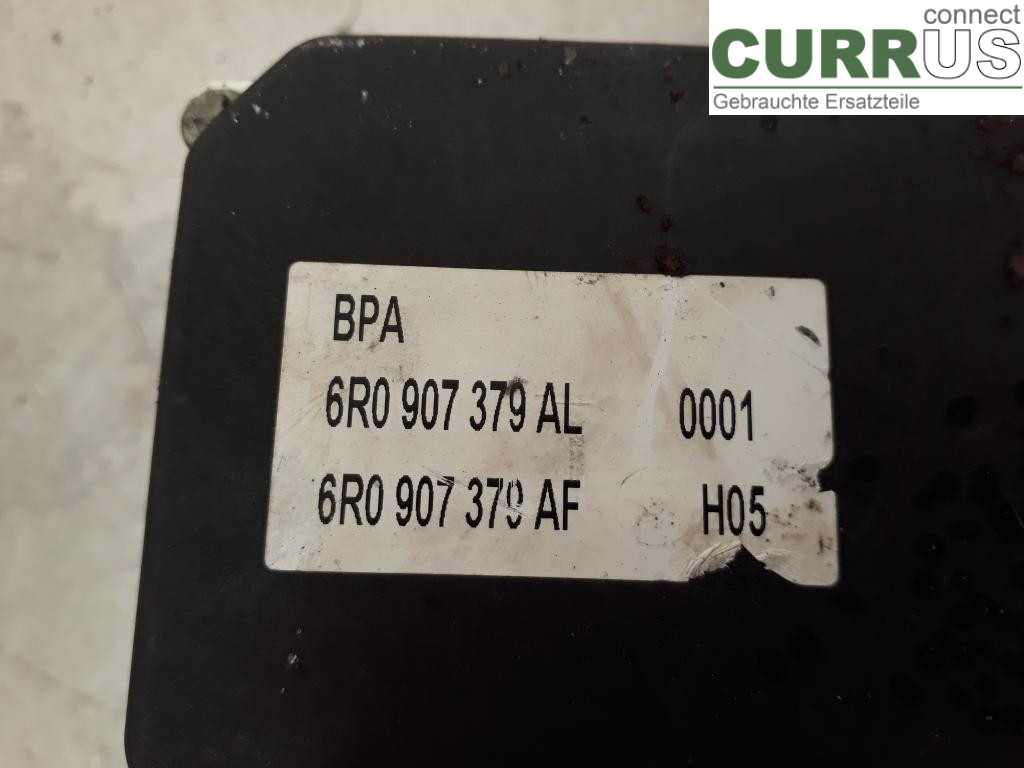 connect
CURRUS
Gebrauchte Ersatzteile
BPA
6R0 907 379 AL 0001
6R0 907 379 AF H05